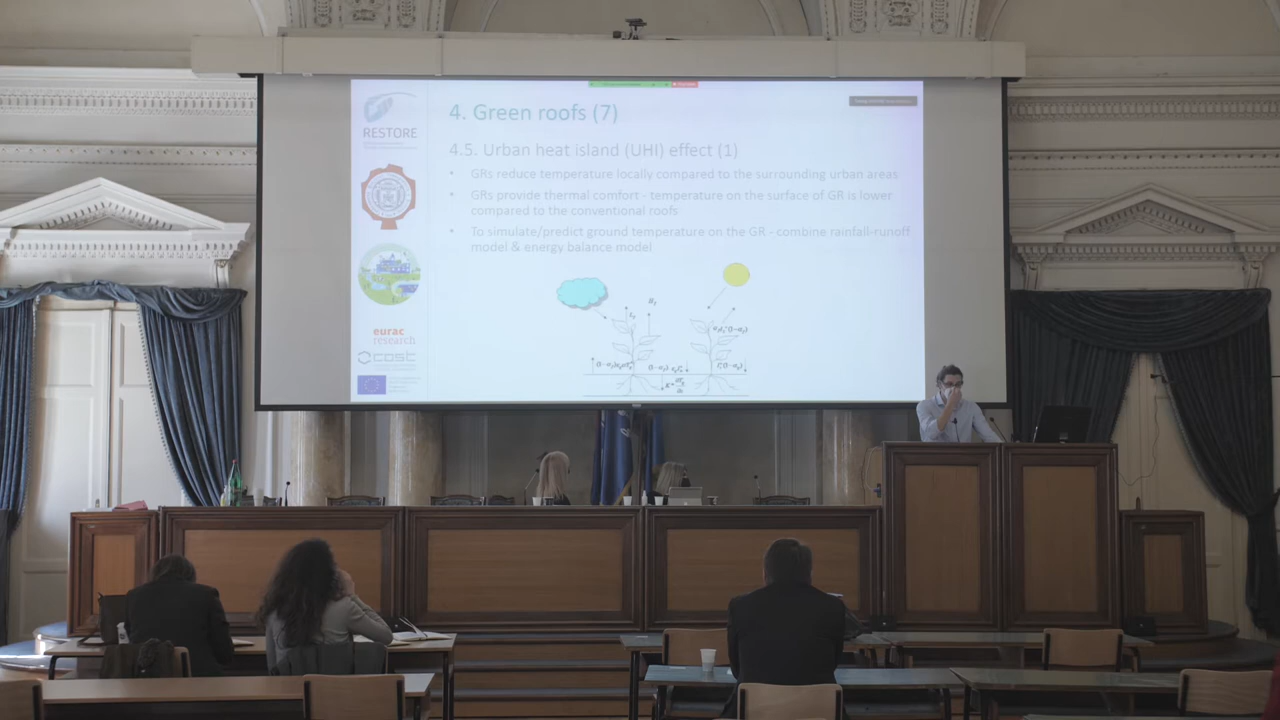 RESTORE
eurac
research
cost
4. Green roofs (7)
4.5. Urban heat island (UHI) effect (1)
• GRs reduce temperature locally compared to the surrounding urban areas
• GRs provide thermal comfort - temperature on the surface of GR is lower
compared to the conventional roofs
• To simulate/predict ground temperature on the GR - combine rainfall-runoff
model & energy balance model